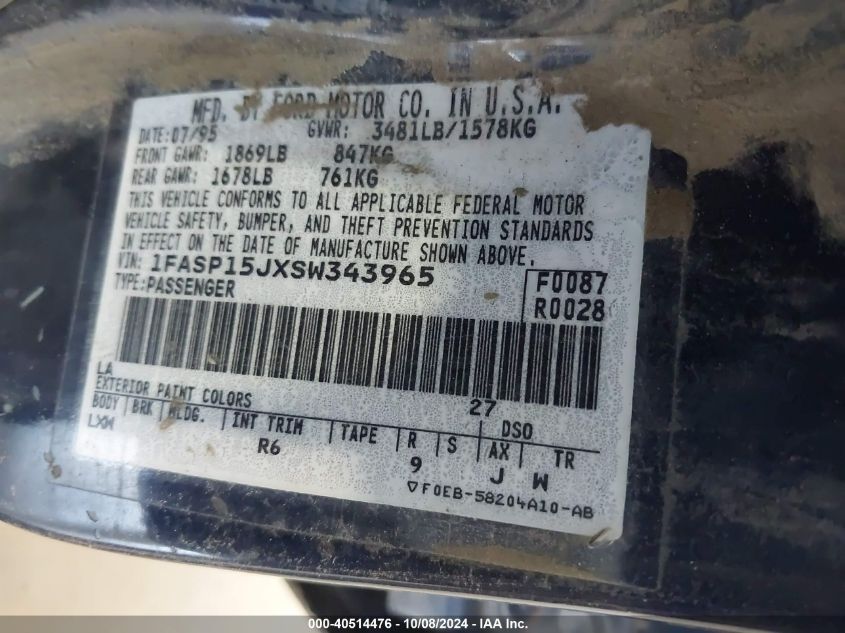 MFD. BY FORD MOTOR CO. IN U.S.A.
DATE: 07/95 GVWR: 3481LB/1578KG
FRONT GAWR: 1869LB 847KG
REAR GAWR: 1678LB 761KG
THIS VEHICLE CONFORMS TO ALL APPLICABLE FEDERAL MOTOR
VEHICLE SAFETY, BUMPER, AND THEFT PREVENTION STANDARDS
IN EFFECT ON THE DATE OF MANUFACTURE SHOWN ABOVE.
VIN: 1FASP15JXSW343965
TYPE: PASSENGER
F0087
R0028
LA
EXTERIOR PAINT COLORS 27 DSO
BODY BRK MLDG. INT TRIM TAPE R S AX TR
LXW R6 9 J W
▽F0EB-58204A10-AB
000-40514476 - 10/08/2024 - IAA Inc.